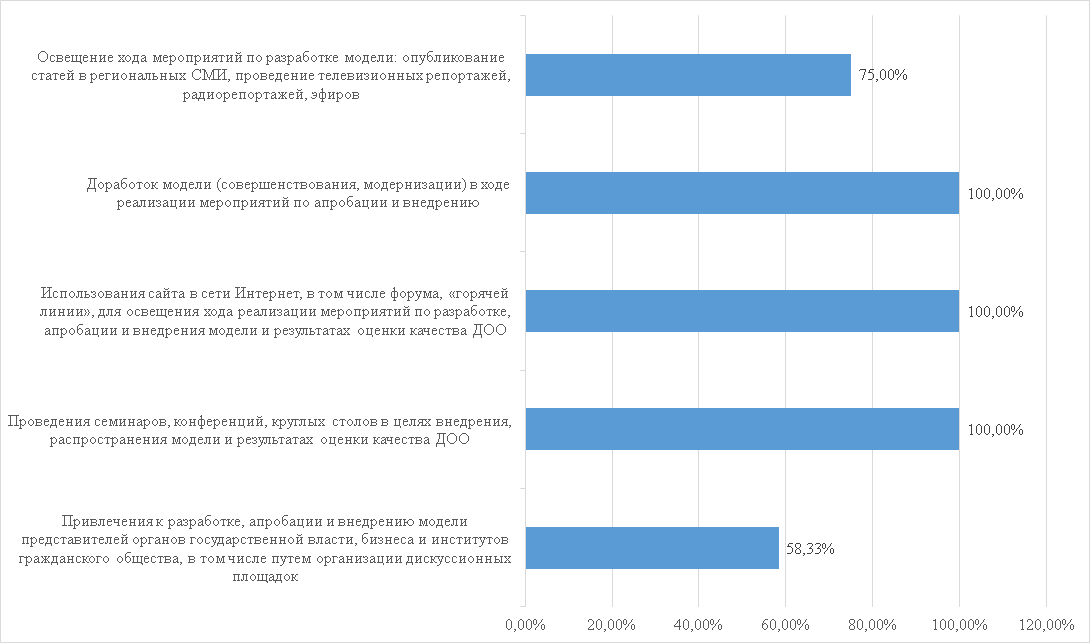 Освещение хода мероприятий по разработке модели: опубликование
статей в региональных СМИ, проведение телевизионных репортажей,
радиорепортажей, эфиров
75,00%
Доработок модели (совершенствования, модернизации) в ходе
реализации мероприятий по апробации и внедрению
100,00%
Использования сайта в сети Интернет, в том числе форума, «горячей
линии», для освещения хода реализации мероприятий по разработке,
апробации и внедрения модели и результатах оценки качества ДОО
100,00%
Проведения семинаров, конференций, круглых столов в целях внедрения,
распространения модели и результатах оценки качества ДОО
100,00%
Привлечения к разработке, апробации и внедрению модели
представителей органов государственной власти, бизнеса и институтов
гражданского общества, в том числе путем организации дискуссионных
площадок
58,33%
0,00% 20,00% 40,00% 60,00% 80,00% 100,00% 120,00%